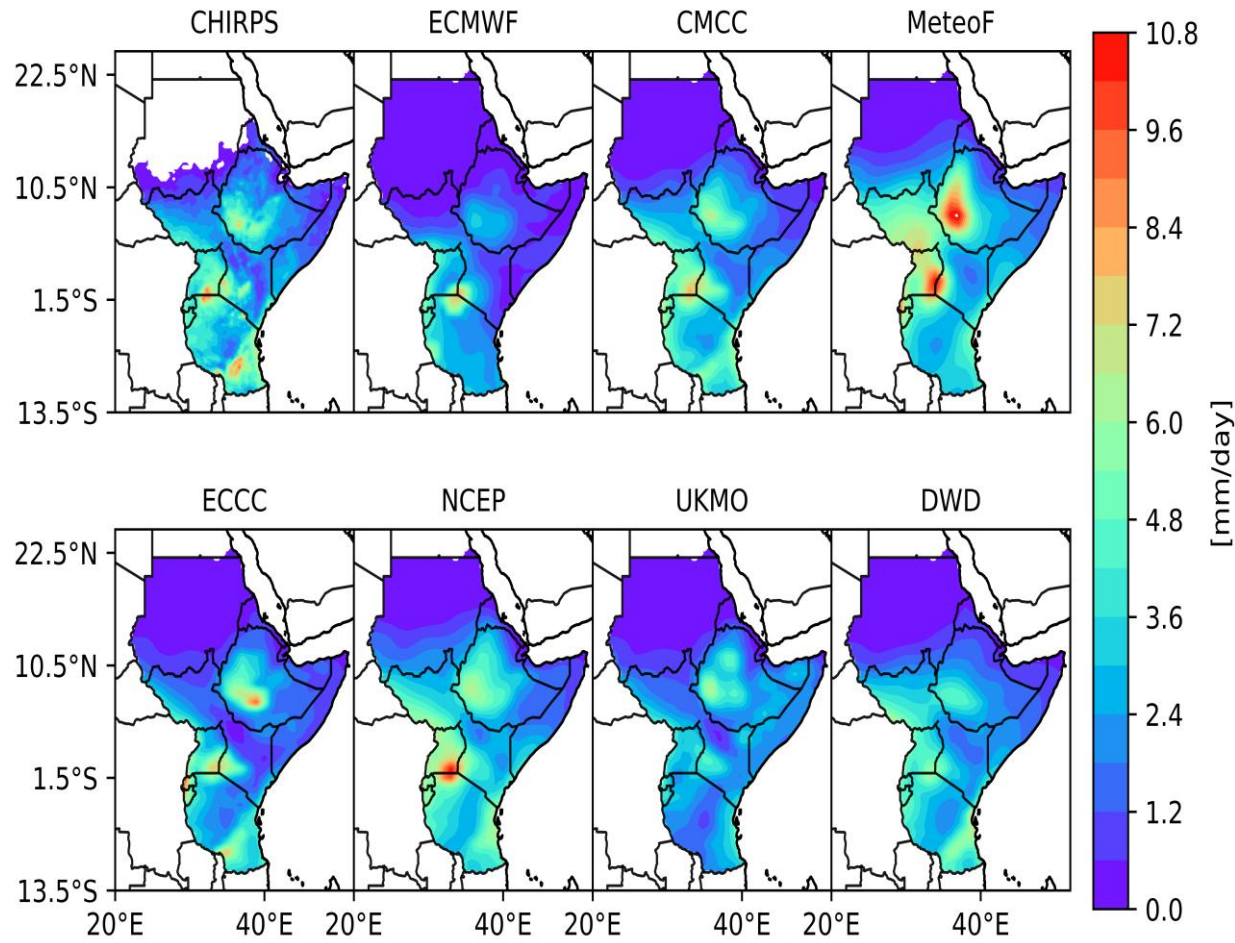 CHIRPS ECMWF CMCC MeteoF
22.5°N
10.5°N
1.5°S
13.5°S
ECCC NCEP UKMO DWD
22.5°N
10.5°N
1.5°S
13.5°S
20°E 40°E 20°E 40°E 20°E 40°E 20°E 40°E
10.8
9.6
8.4
7.2
6.0
4.8
3.6
2.4
1.2
0.0
[mm/day]